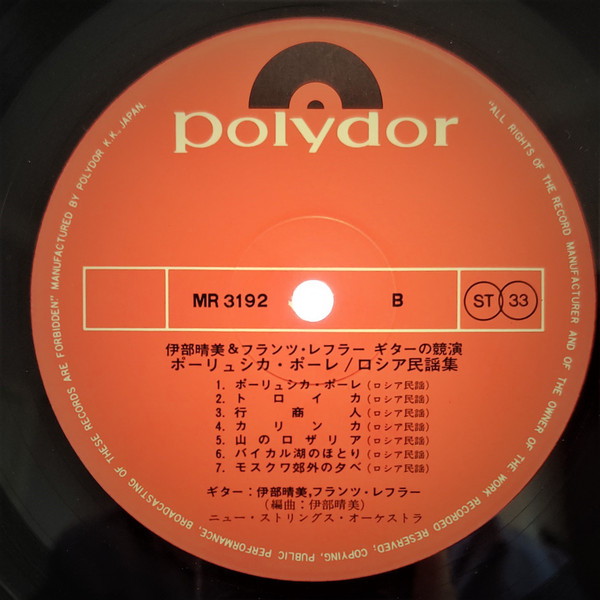 polydor
MR 3192
B
ST 33
伊部晴美&フランツ・レフラー ギターの競演
ポーリュシカ・ポーレ/ロシア民謡集
1. ポーリュシカ・ポーレ(ロシア民謡)
2. トロイカ(ロシア民謡)
3. 行商人(ロシア民謡)
4. カリンカ(ロシア民謡)
5. 山のロザリア(ロシア民謡)
6. バイカル湖のほとり(ロシア民謡)
7. モスクワ郊外の夕べ(ロシア民謡)
ギター:伊部晴美,フランツ・レフラー
(編曲:伊部晴美)
ニュー・ストリングス・オーケストラ
"ALL RIGHTS OF THE RECORD MANUFACTURER AND OF THE OWNER OF THE WORK RECORDED RESERVED; COPYING, PUBLIC PERFORMANCE, BROADCASTING OF THESE RECORDS ARE FORBIDDEN" MANUFACTURED BY POLYDOR K.K., JAPAN.